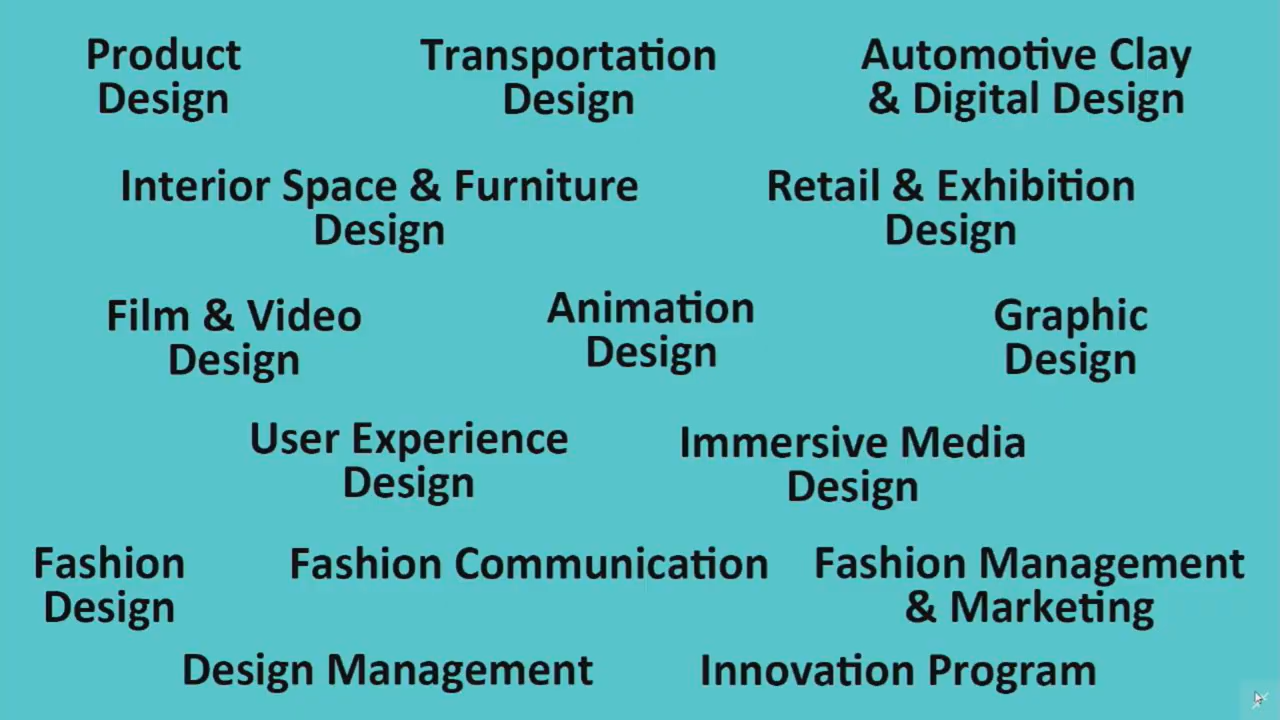 Product
Design
Transportation
Design
Automotive Clay
& Digital Design
Interior Space & Furniture
Design
Retail & Exhibition
Design
Film & Video
Design
Animation
Design
Graphic
Design
User Experience
Design
Immersive Media
Design
Fashion
Design
Fashion Communication
Fashion Management
& Marketing
Design Management
Innovation Program